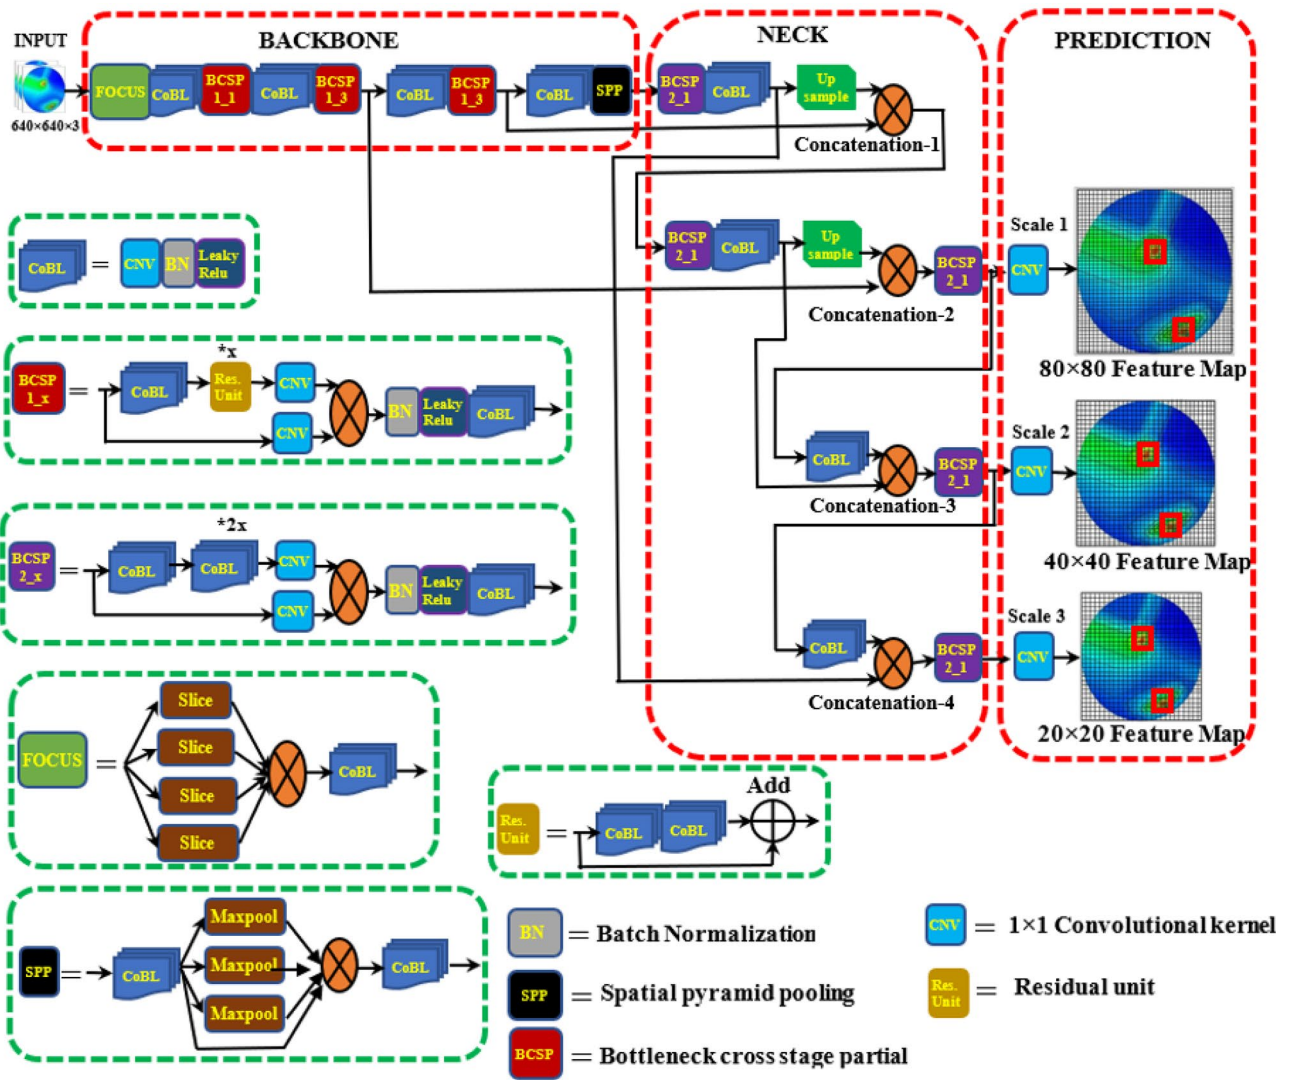 INPUT
BACKBONE
NECK
PREDICTION
640×640×3
FOCUS
CoBL
BCSP
1_1
CoBL
BCSP
1_3
CoBL
BCSP
1_3
CoBL
SPP
BCSP
2_1
CoBL
Up
sample
Concatenation-1
BCSP
2_1
CoBL
Up
sample
BCSP
2_1
Concatenation-2
Scale 1
CNV
80×80 Feature Map
CoBL
BCSP
2_1
Concatenation-3
Scale 2
CNV
40×40 Feature Map
CoBL
BCSP
2_1
Concatenation-4
Scale 3
CNV
20×20 Feature Map
CoBL
=
CNV
BN
Leaky
Relu
BCSP
1_x
=
CoBL
*x
Res.
Unit
CNV
CNV
BN
Leaky
Relu
CoBL
BCSP
2_x
=
CoBL
*2x
CoBL
CNV
CNV
BN
Leaky
Relu
CoBL
FOCUS
=
Slice
Slice
Slice
Slice
CoBL
Res.
Unit
=
CoBL
CoBL
Add
SPP
=
CoBL
Maxpool
Maxpool
Maxpool
CoBL
BN = Batch Normalization
SPP = Spatial pyramid pooling
BCSP = Bottleneck cross stage partial
CNV = 1×1 Convolutional kernel
Res.
Unit = Residual unit